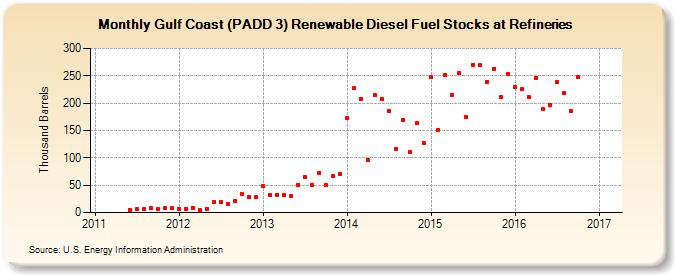 Monthly Gulf Coast (PADD 3) Renewable Diesel Fuel Stocks at Refineries
Thousand Barrels
300
250
200
150
100
50
0
2011 2012 2013 2014 2015 2016 2017
Source: U.S. Energy Information Administration